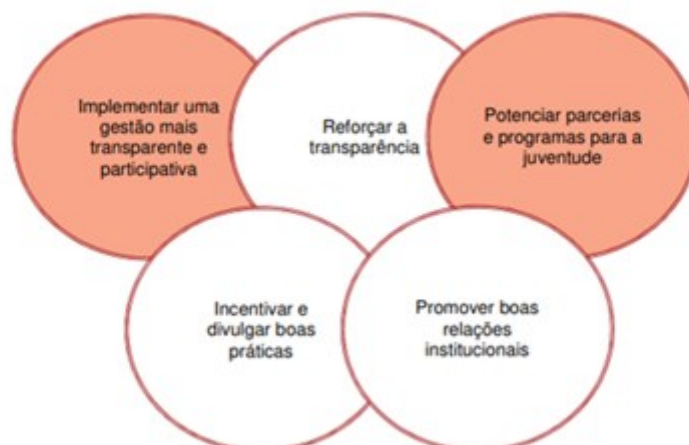 Implementar uma
gestão mais
transparente e
participativa
Reforçar a
transparência
Potenciar parcerias
e programas para a
juventude
Incentivar e
divulgar boas
práticas
Promover boas
relações
institucionais